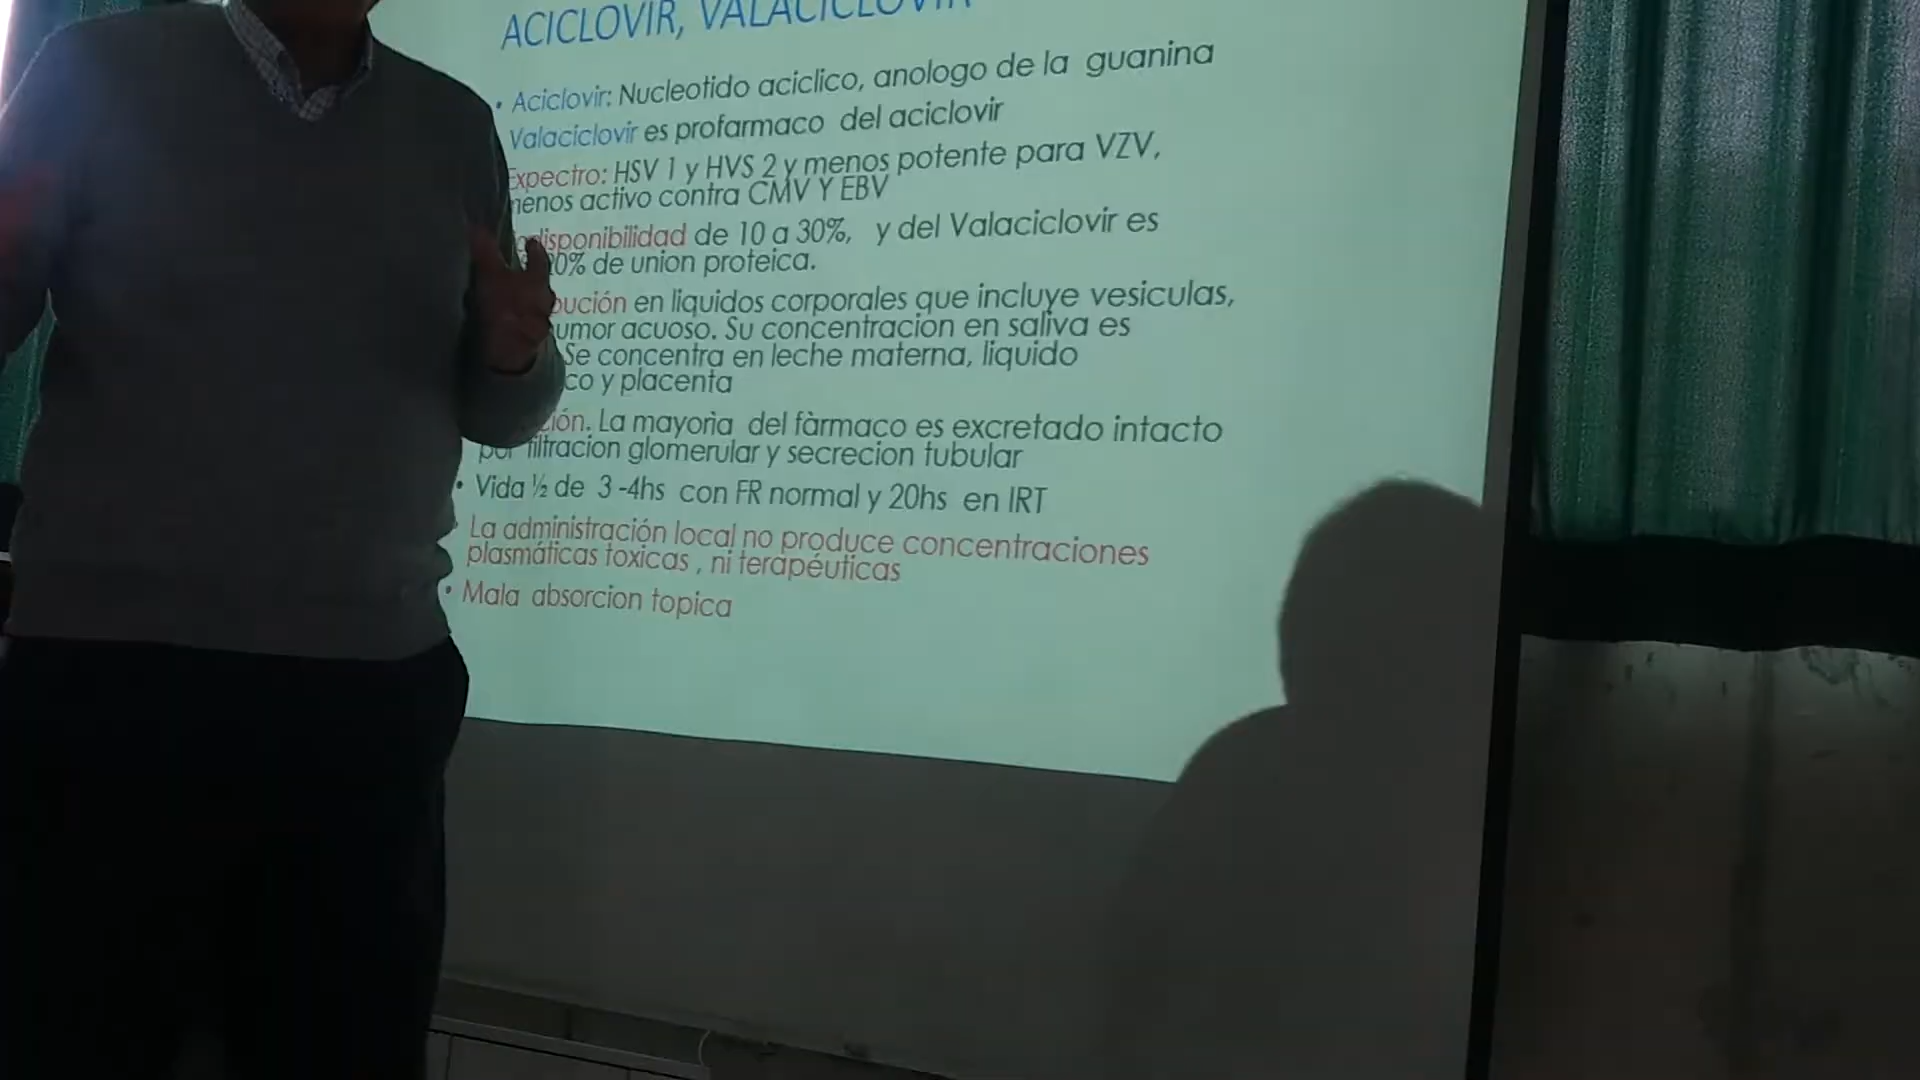 ACICLOVIR, VALACICLOVIR
• Aciclovir: Nucleotido aciclico, anologo de la guanina
Valaciclovir es profarmaco del aciclovir
Expectro: HSV 1 y HVS 2 y menos potente para VZV,
menos activo contra CMV Y EBV
disponibilidad de 10 a 30%, y del Valaciclovir es
de union proteica.
en liquidos corporales que incluye vesiculas,
umor acuoso. Su concentracion en saliva es
Se concentra en leche materna, liquido
co y placenta
ión. La mayorìa del fàrmaco es excretado intacto
por filtracion glomerular y secrecion tubular
• Vida ½ de 3 -4hs con FR normal y 20hs en IRT
• La administración local no produce concentraciones
plasmáticas toxicas , ni terapéuticas
• Mala absorcion topica